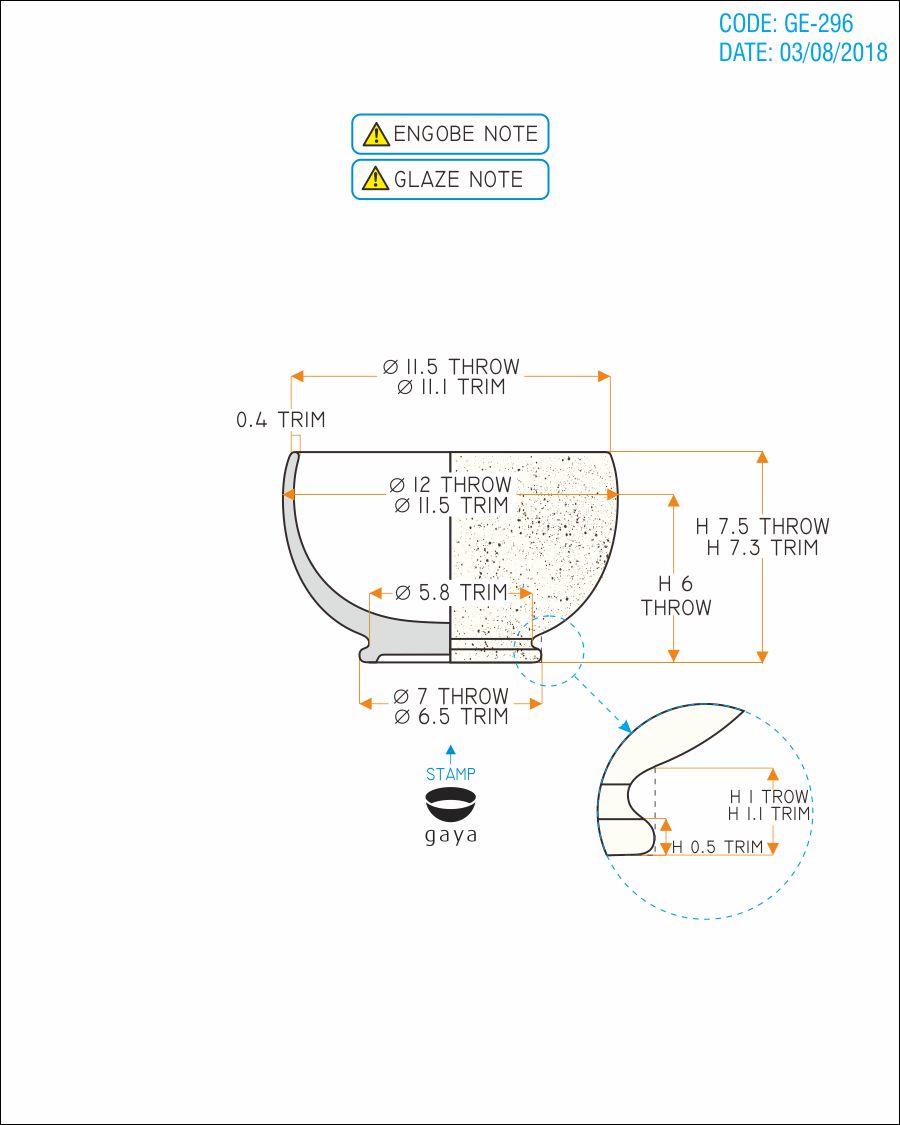 CODE: GE-296
DATE: 03/08/2018
ENGOBE NOTE
GLAZE NOTE
Ø 11.5 THROW
Ø 11.1 TRIM
0.4 TRIM
Ø 12 THROW
Ø 11.5 TRIM
H 7.5 THROW
H 7.3 TRIM
Ø 5.8 TRIM
H 6
THROW
Ø 7 THROW
Ø 6.5 TRIM
STAMP
gaya
H 1 TROW
H 1.1 TRIM
H 0.5 TRIM